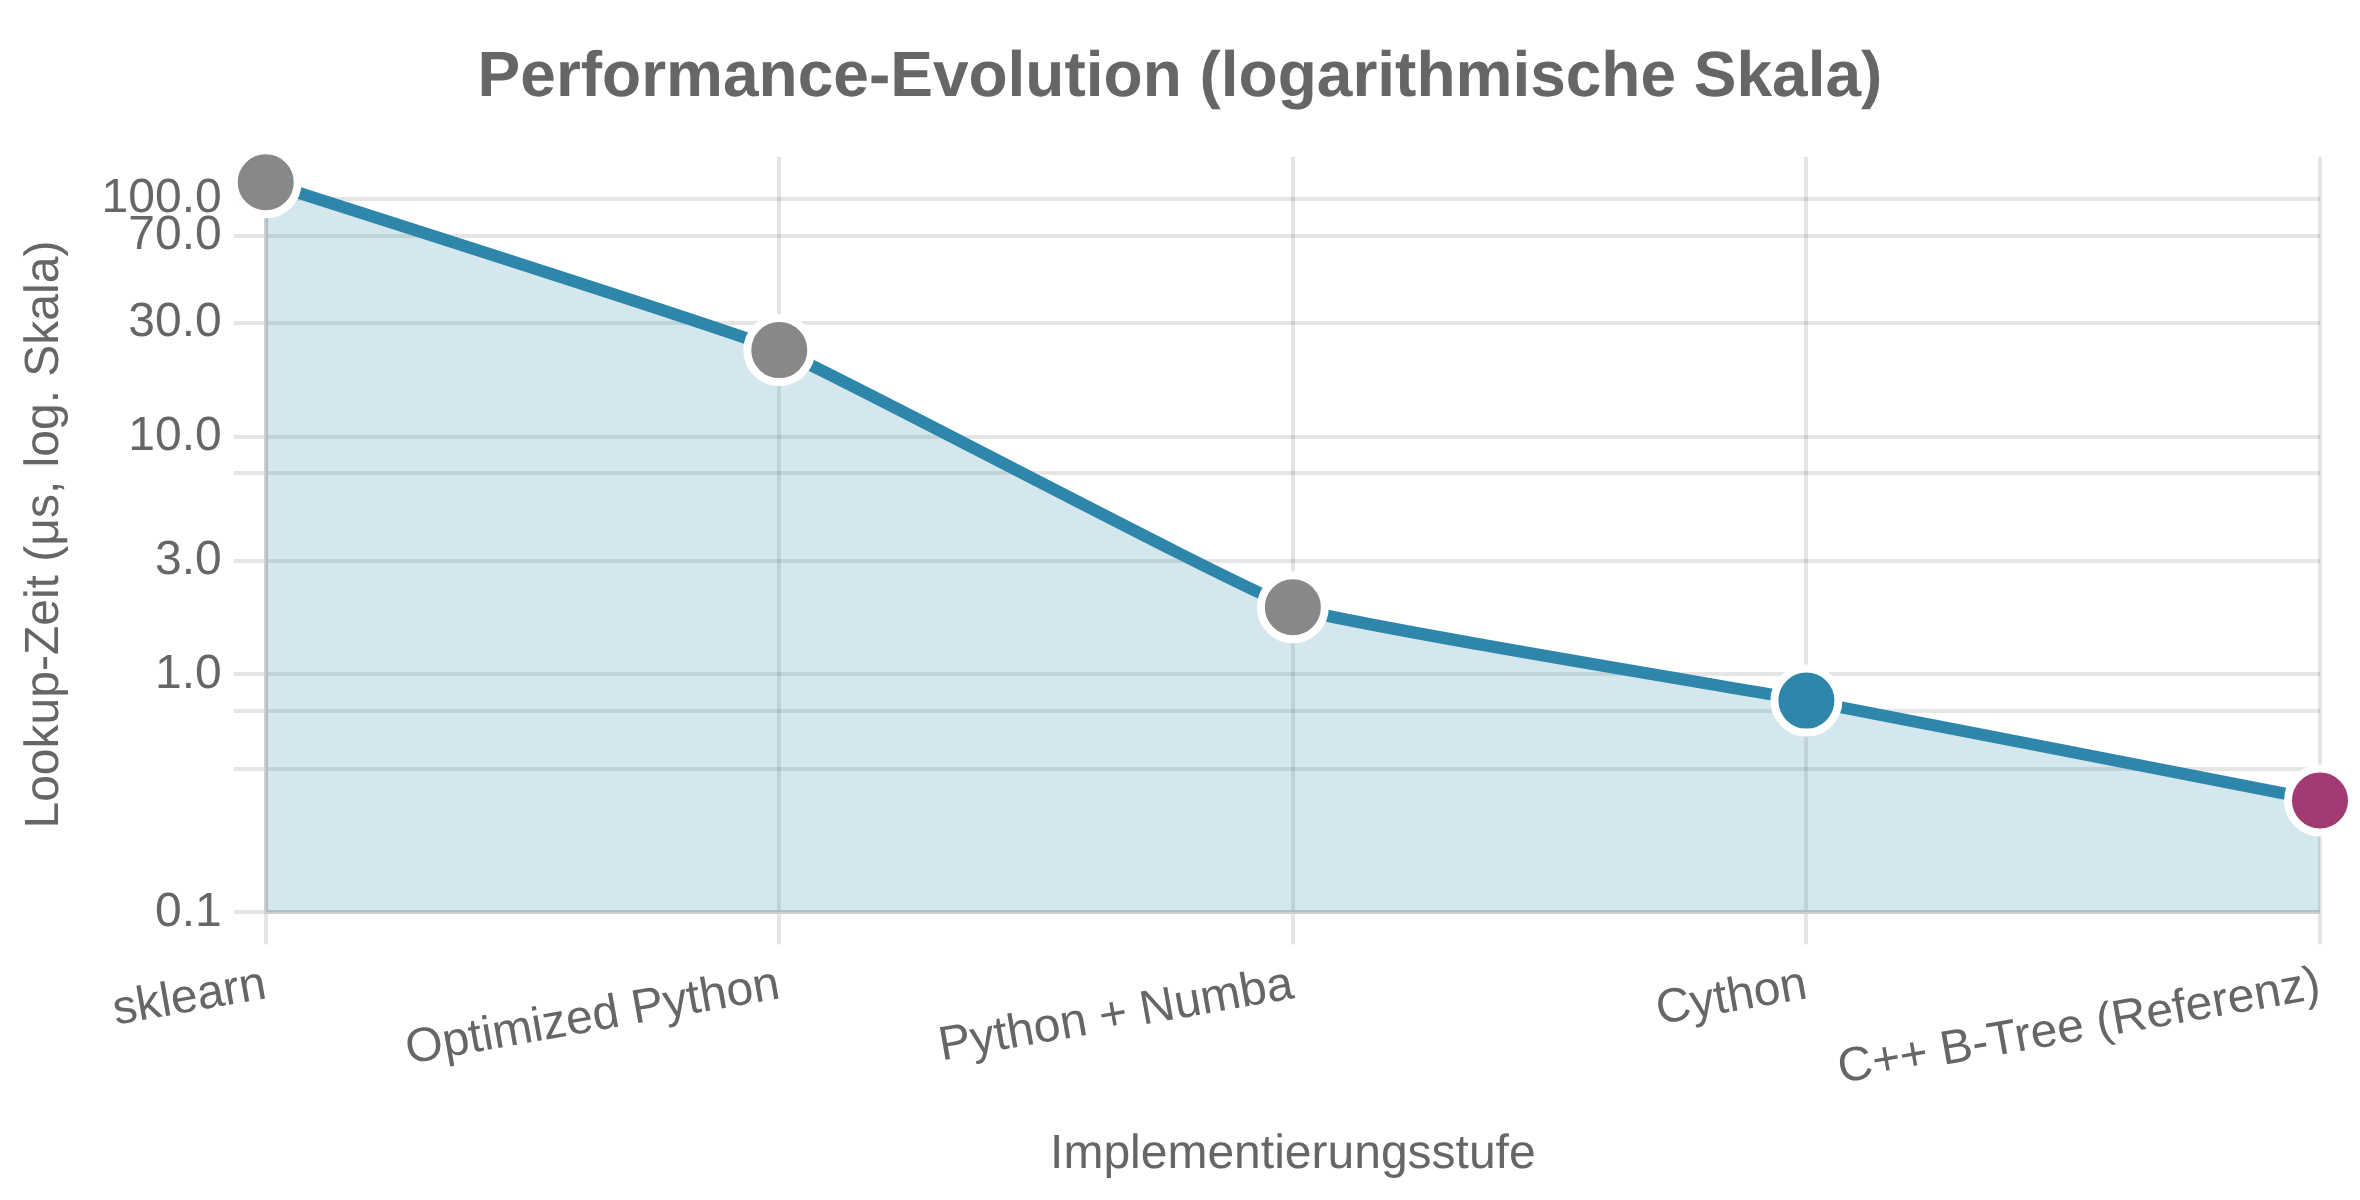 Performance-Evolution (logarithmische Skala)
Lookup-Zeit (µs, log. Skala)
100.0
70.0
30.0
10.0
3.0
1.0
0.1
sklearn
Optimized Python
Python + Numba
Cython
C++ B-Tree (Referenz)
Implementierungsstufe